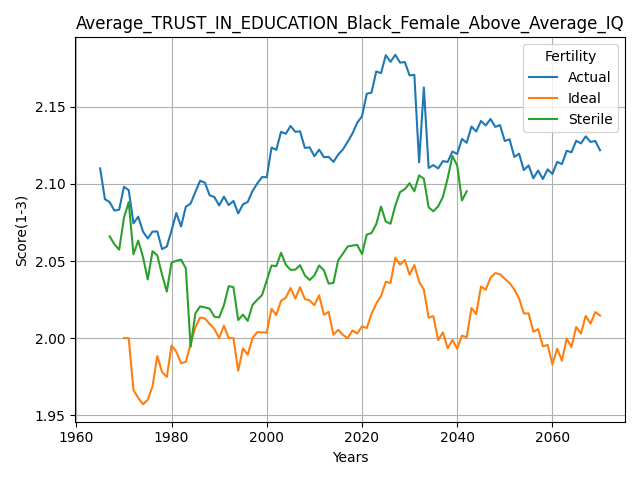 Average_TRUST_IN_EDUCATION_Black_Female_Above_Average_IQ
Fertility
Actual
Ideal
Sterile
Score(1-3)
2.15
2.10
2.05
2.00
1.95
1960
1980
2000
2020
2040
2060
Years